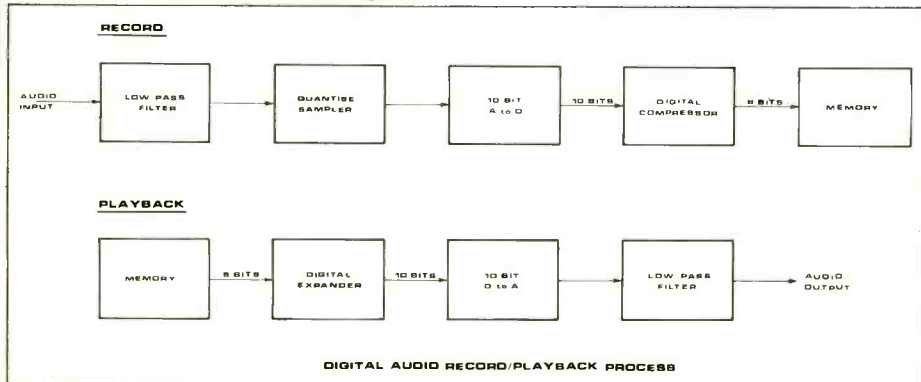 RECORD
AUDIO
INPUT
LOW PASS
FILTER
QUANTISE
SAMPLER
10 BIT
A to D
10 BITS
DIGITAL
COMPRESSOR
8 BITS
MEMORY
PLAYBACK
MEMORY
8 BITS
DIGITAL
EXPANDER
10 BITS
10 BIT
D to A
LOW PASS
FILTER
AUDIO
OUTPUT
DIGITAL AUDIO RECORD/PLAYBACK PROCESS